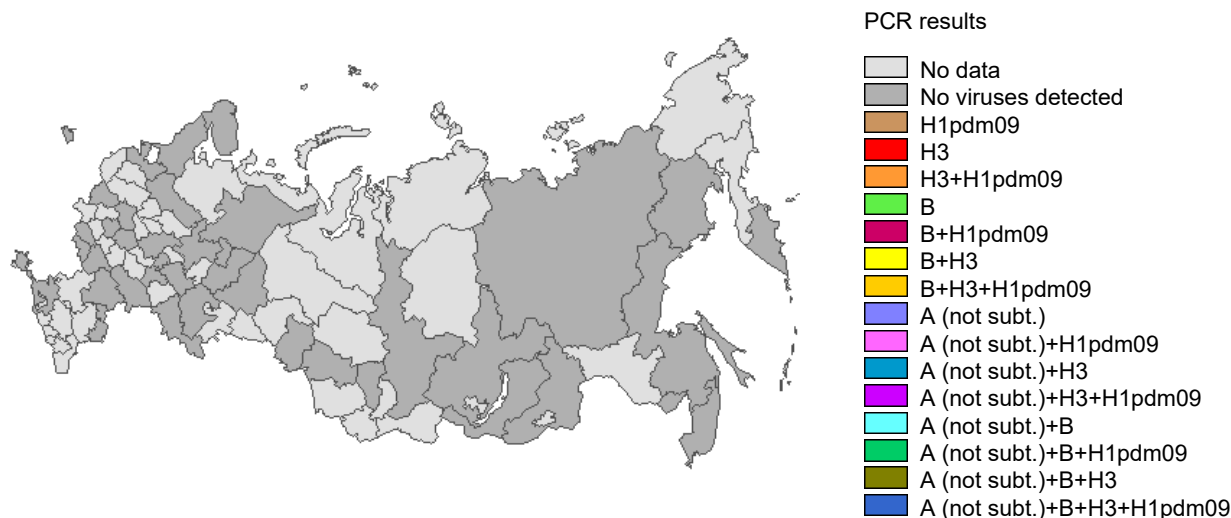 PCR results
No data
No viruses detected
H1pdm09
H3
H3+H1pdm09
B
B+H1pdm09
B+H3
B+H3+H1pdm09
A (not subt.)
A (not subt.)+H1pdm09
A (not subt.)+H3
A (not subt.)+H3+H1pdm09
A (not subt.)+B
A (not subt.)+B+H1pdm09
A (not subt.)+B+H3
A (not subt.)+B+H3+H1pdm09